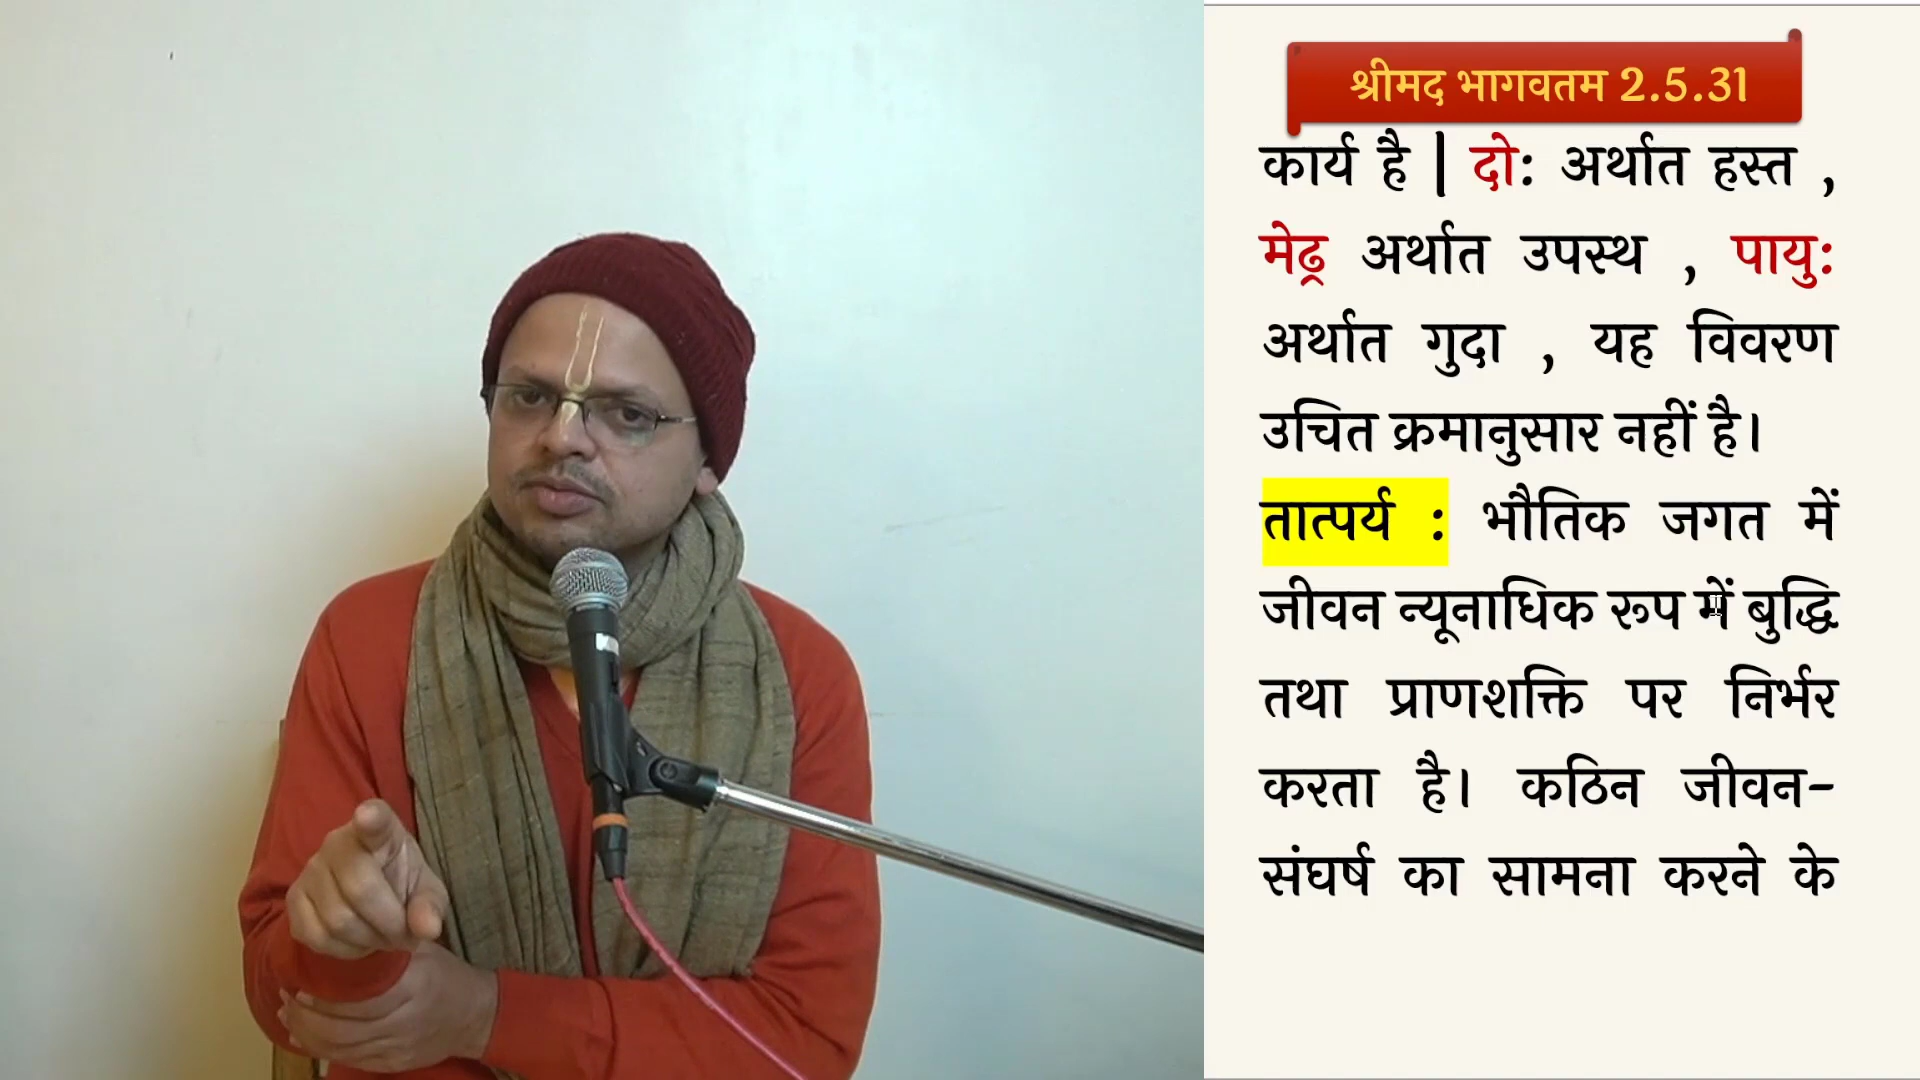 श्रीमद भागवतम 2.5.31
कार्य है | दो: अर्थात हस्त ,
मेढ्र अर्थात उपस्थ , पायु:
अर्थात गुदा , यह विवरण
उचित क्रमानुसार नहीं है।
तात्पर्य : भौतिक जगत में
जीवन न्यूनाधिक रूप में बुद्धि
तथा प्राणशक्ति पर निर्भर
करता है। कठिन जीवन-
संघर्ष का सामना करने के